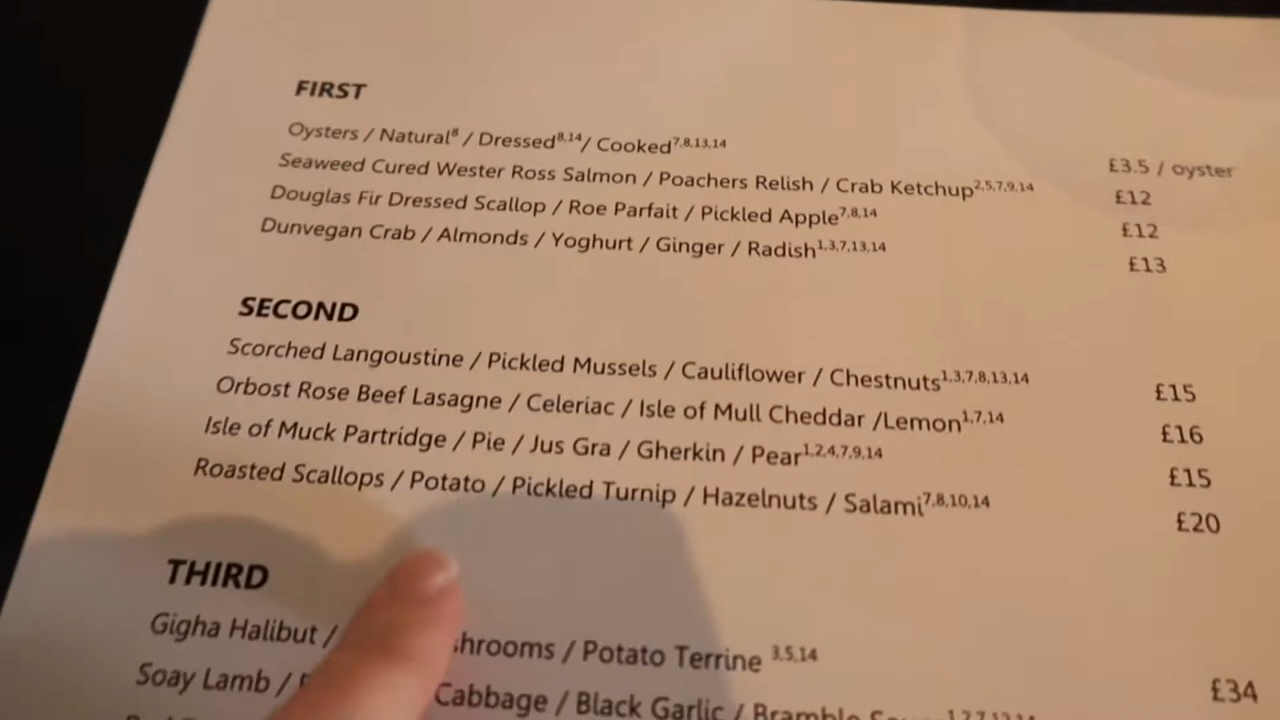 FIRST
Oysters / Natural⁸ / Dressed⁸,¹⁴/ Cooked⁷,⁸,¹³,¹⁴ £3.5 / oyster
Seaweed Cured Wester Ross Salmon / Poachers Relish / Crab Ketchup²,⁵,⁷,⁹,¹⁴ £12
Douglas Fir Dressed Scallop / Roe Parfait / Pickled Apple⁷,⁸,¹⁴ £12
Dunvegan Crab / Almonds / Yoghurt / Ginger / Radish¹,³,⁷,¹³,¹⁴ £13
SECOND
Scorched Langoustine / Pickled Mussels / Cauliflower / Chestnuts¹,³,⁷,⁸,¹³,¹⁴ £15
Orbost Rose Beef Lasagne / Celeriac / Isle of Mull Cheddar /Lemon¹,⁷,¹⁴ £16
Isle of Muck Partridge / Pie / Jus Gra / Gherkin / Pear¹,²,⁴,⁷,⁹,¹⁴ £15
Roasted Scallops / Potato / Pickled Turnip / Hazelnuts / Salami⁷,⁸,¹⁰,¹⁴ £20
THIRD
Gigha Halibut / shrooms / Potato Terrine ³,⁵,¹⁴ £34
Soay Lamb / Cabbage / Black Garlic / Bramble